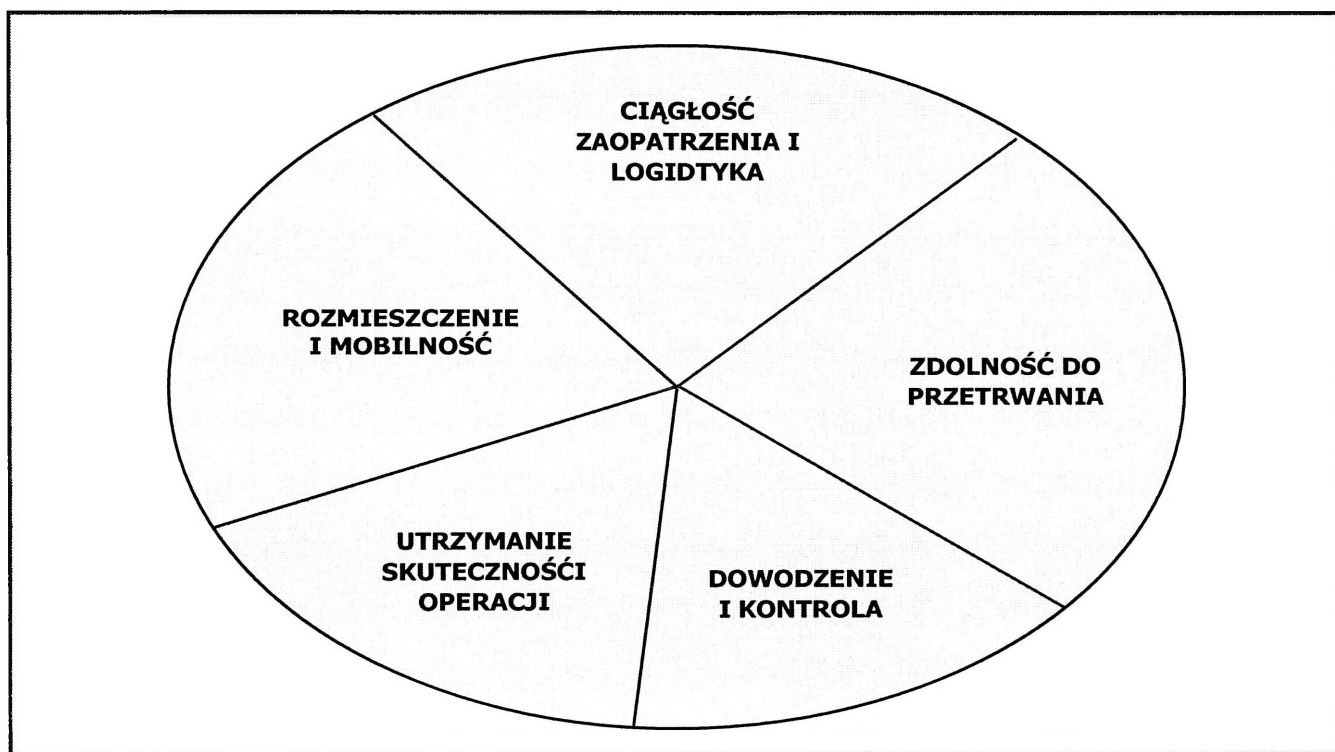 CIĄGŁOŚĆ
ZAOPATRZENIA I
LOGIDTYKA
ROZMIESZCZENIE
I MOBILNOŚĆ
ZDOLNOŚĆ DO
PRZETRWANIA
UTRZYMANIE
SKUTECZNOŚĆI
OPERACJI
DOWODZENIE
I KONTROLA